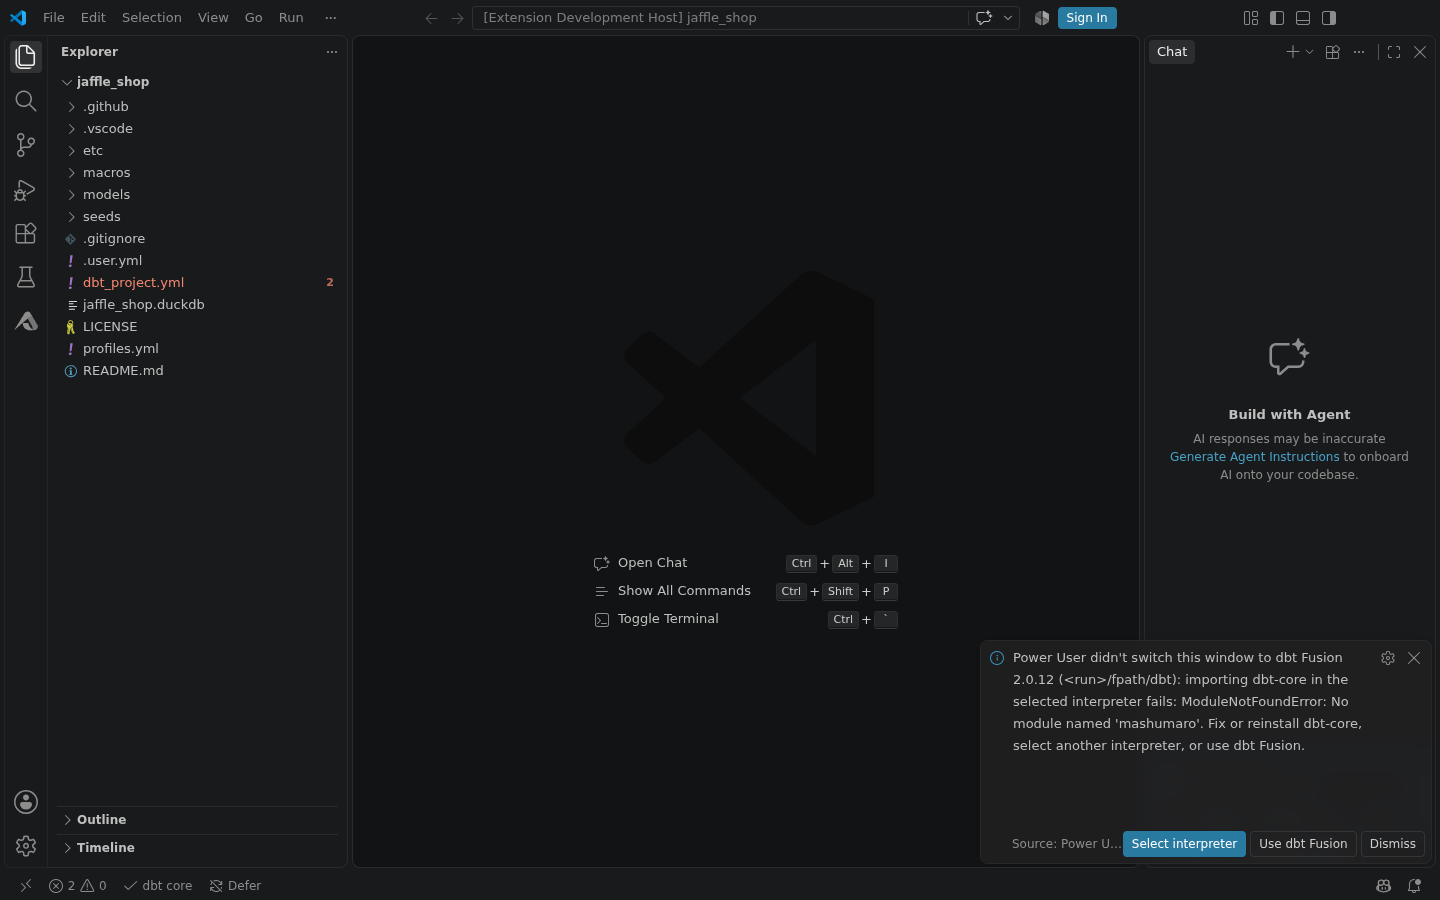 File Edit Selection View Go Run ···
[Extension Development Host] jaffle_shop
Sign In
Explorer
jaffle_shop
.github
.vscode
etc
macros
models
seeds
.gitignore
.user.yml
dbt_project.yml 2
jaffle_shop.duckdb
LICENSE
profiles.yml
README.md
Outline
Timeline
Open Chat Ctrl + Alt + I
Show All Commands Ctrl + Shift + P
Toggle Terminal Ctrl + `
Chat
Build with Agent
AI responses may be inaccurate
Generate Agent Instructions to onboard
AI onto your codebase.
Power User didn't switch this window to dbt Fusion
2.0.12 (<run>/fpath/dbt): importing dbt-core in the
selected interpreter fails: ModuleNotFoundError: No
module named 'mashumaro'. Fix or reinstall dbt-core,
select another interpreter, or use dbt Fusion.
Source: Power U...
Select interpreter
Use dbt Fusion
Dismiss
2 0 dbt core Defer